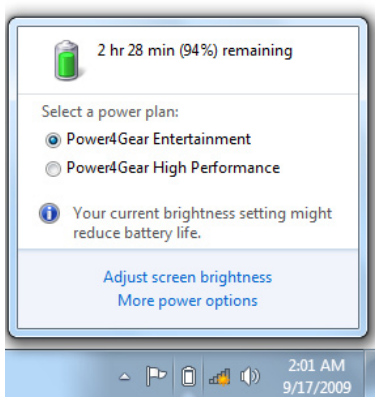 2 hr 28 min (94%) remaining
Select a power plan:
Power4Gear Entertainment
Power4Gear High Performance
Your current brightness setting might
reduce battery life.
Adjust screen brightness
More power options
2:01 AM
9/17/2009